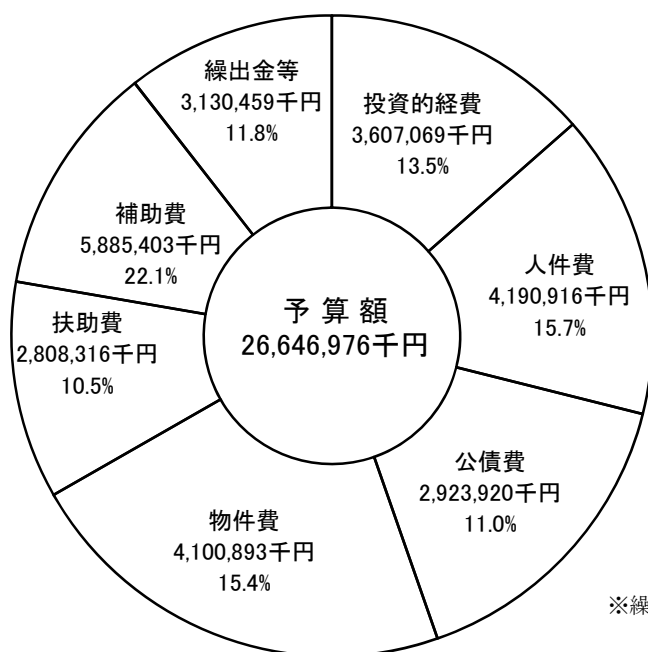 繰出金等
3,130,459千円
11.8%
投資的経費
3,607,069千円
13.5%
補助費
5,885,403千円
22.1%
人件費
4,190,916千円
15.7%
予算額
26,646,976千円
扶助費
2,808,316千円
10.5%
公債費
2,923,920千円
11.0%
物件費
4,100,893千円
15.4%
※繰